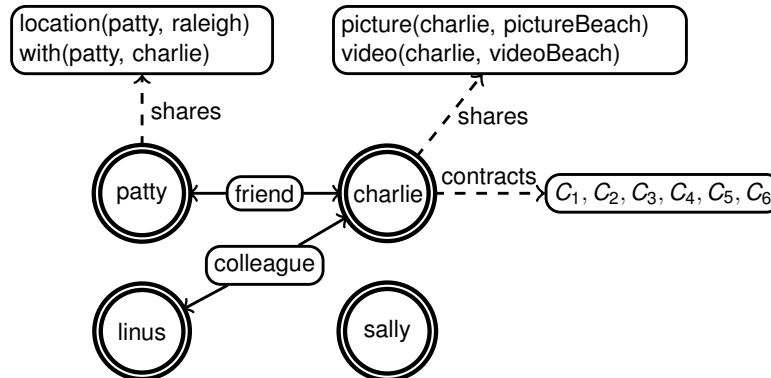 location(patty, raleigh)
with(patty, charlie)
picture(charlie, pictureBeach)
video(charlie, videoBeach)
shares
shares
patty
friend
charlie
contracts
C1, C2, C3, C4, C5, C6
colleague
linus
sally